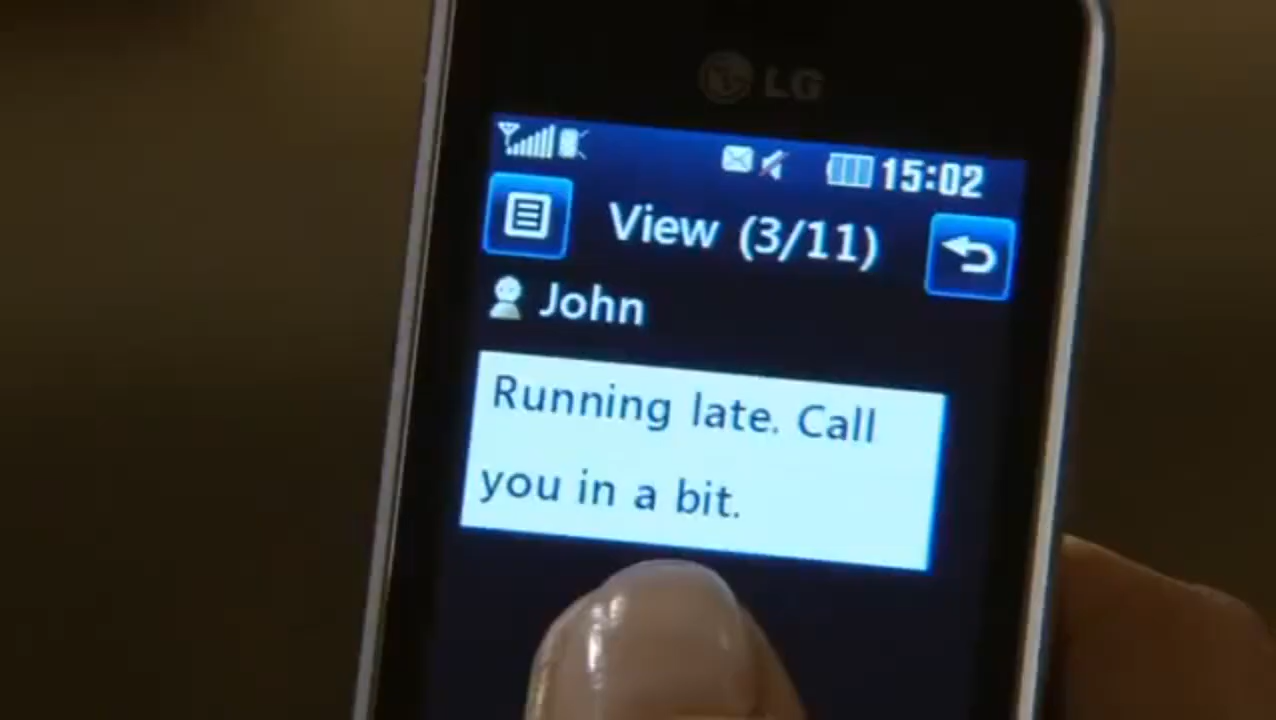 LG
15:02
View (3/11)
John
Running late. Call
you in a bit.